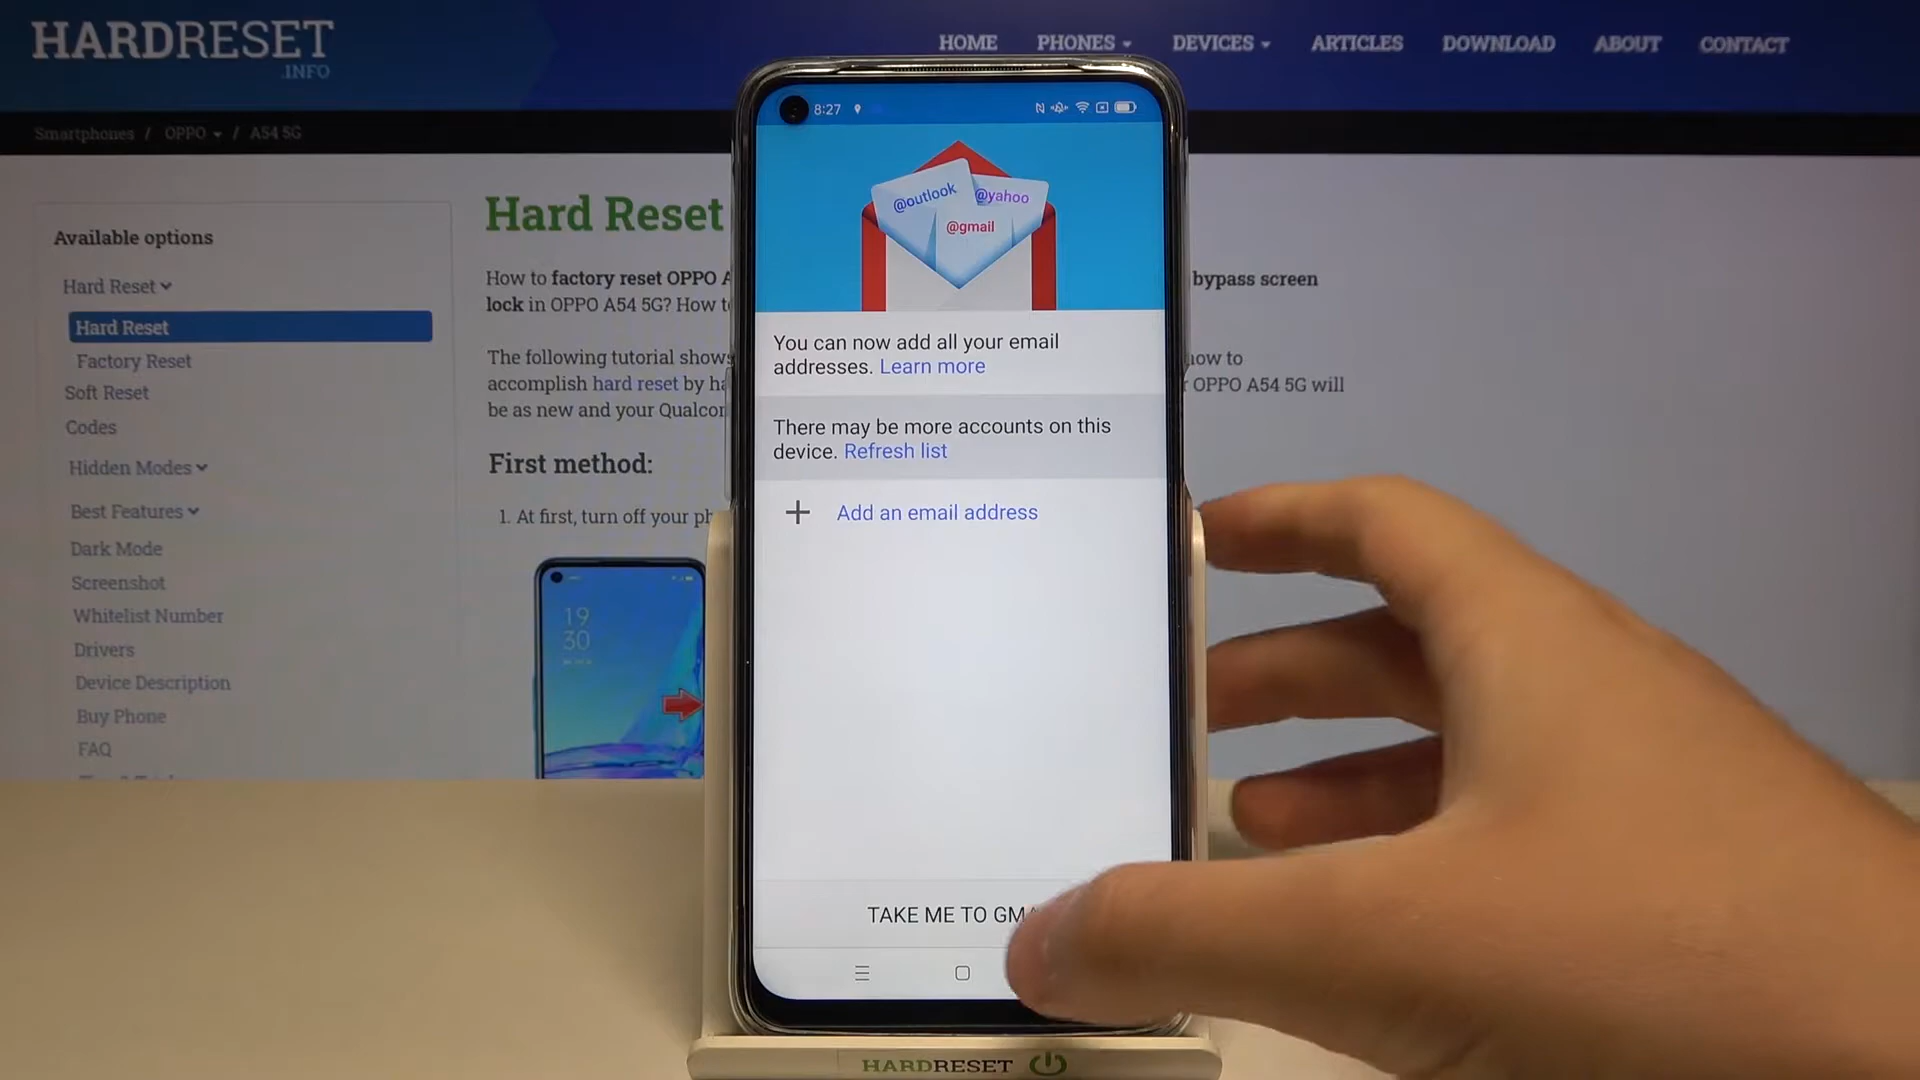 HARDRESET
.INFO
HOME PHONES DEVICES ARTICLES DOWNLOAD ABOUT CONTACT
Smartphones / OPPO / A54 5G
Available options
Hard Reset
Hard Reset
Factory Reset
Soft Reset
Codes
Hidden Modes
Best Features
Dark Mode
Screenshot
Whitelist Number
Drivers
Device Description
Buy Phone
FAQ
Hard Reset
How to factory reset OPPO A
bypass screen
lock in OPPO A54 5G? How t
The following tutorial shows
how to
accomplish hard reset by ha
OPPO A54 5G will
be as new and your Qualcor
First method:
1. At first, turn off your ph
19
30
8:27
@outlook
@yahoo
@gmail
You can now add all your email
addresses. Learn more
There may be more accounts on this
device. Refresh list
+ Add an email address
TAKE ME TO GMA
HARDRESET